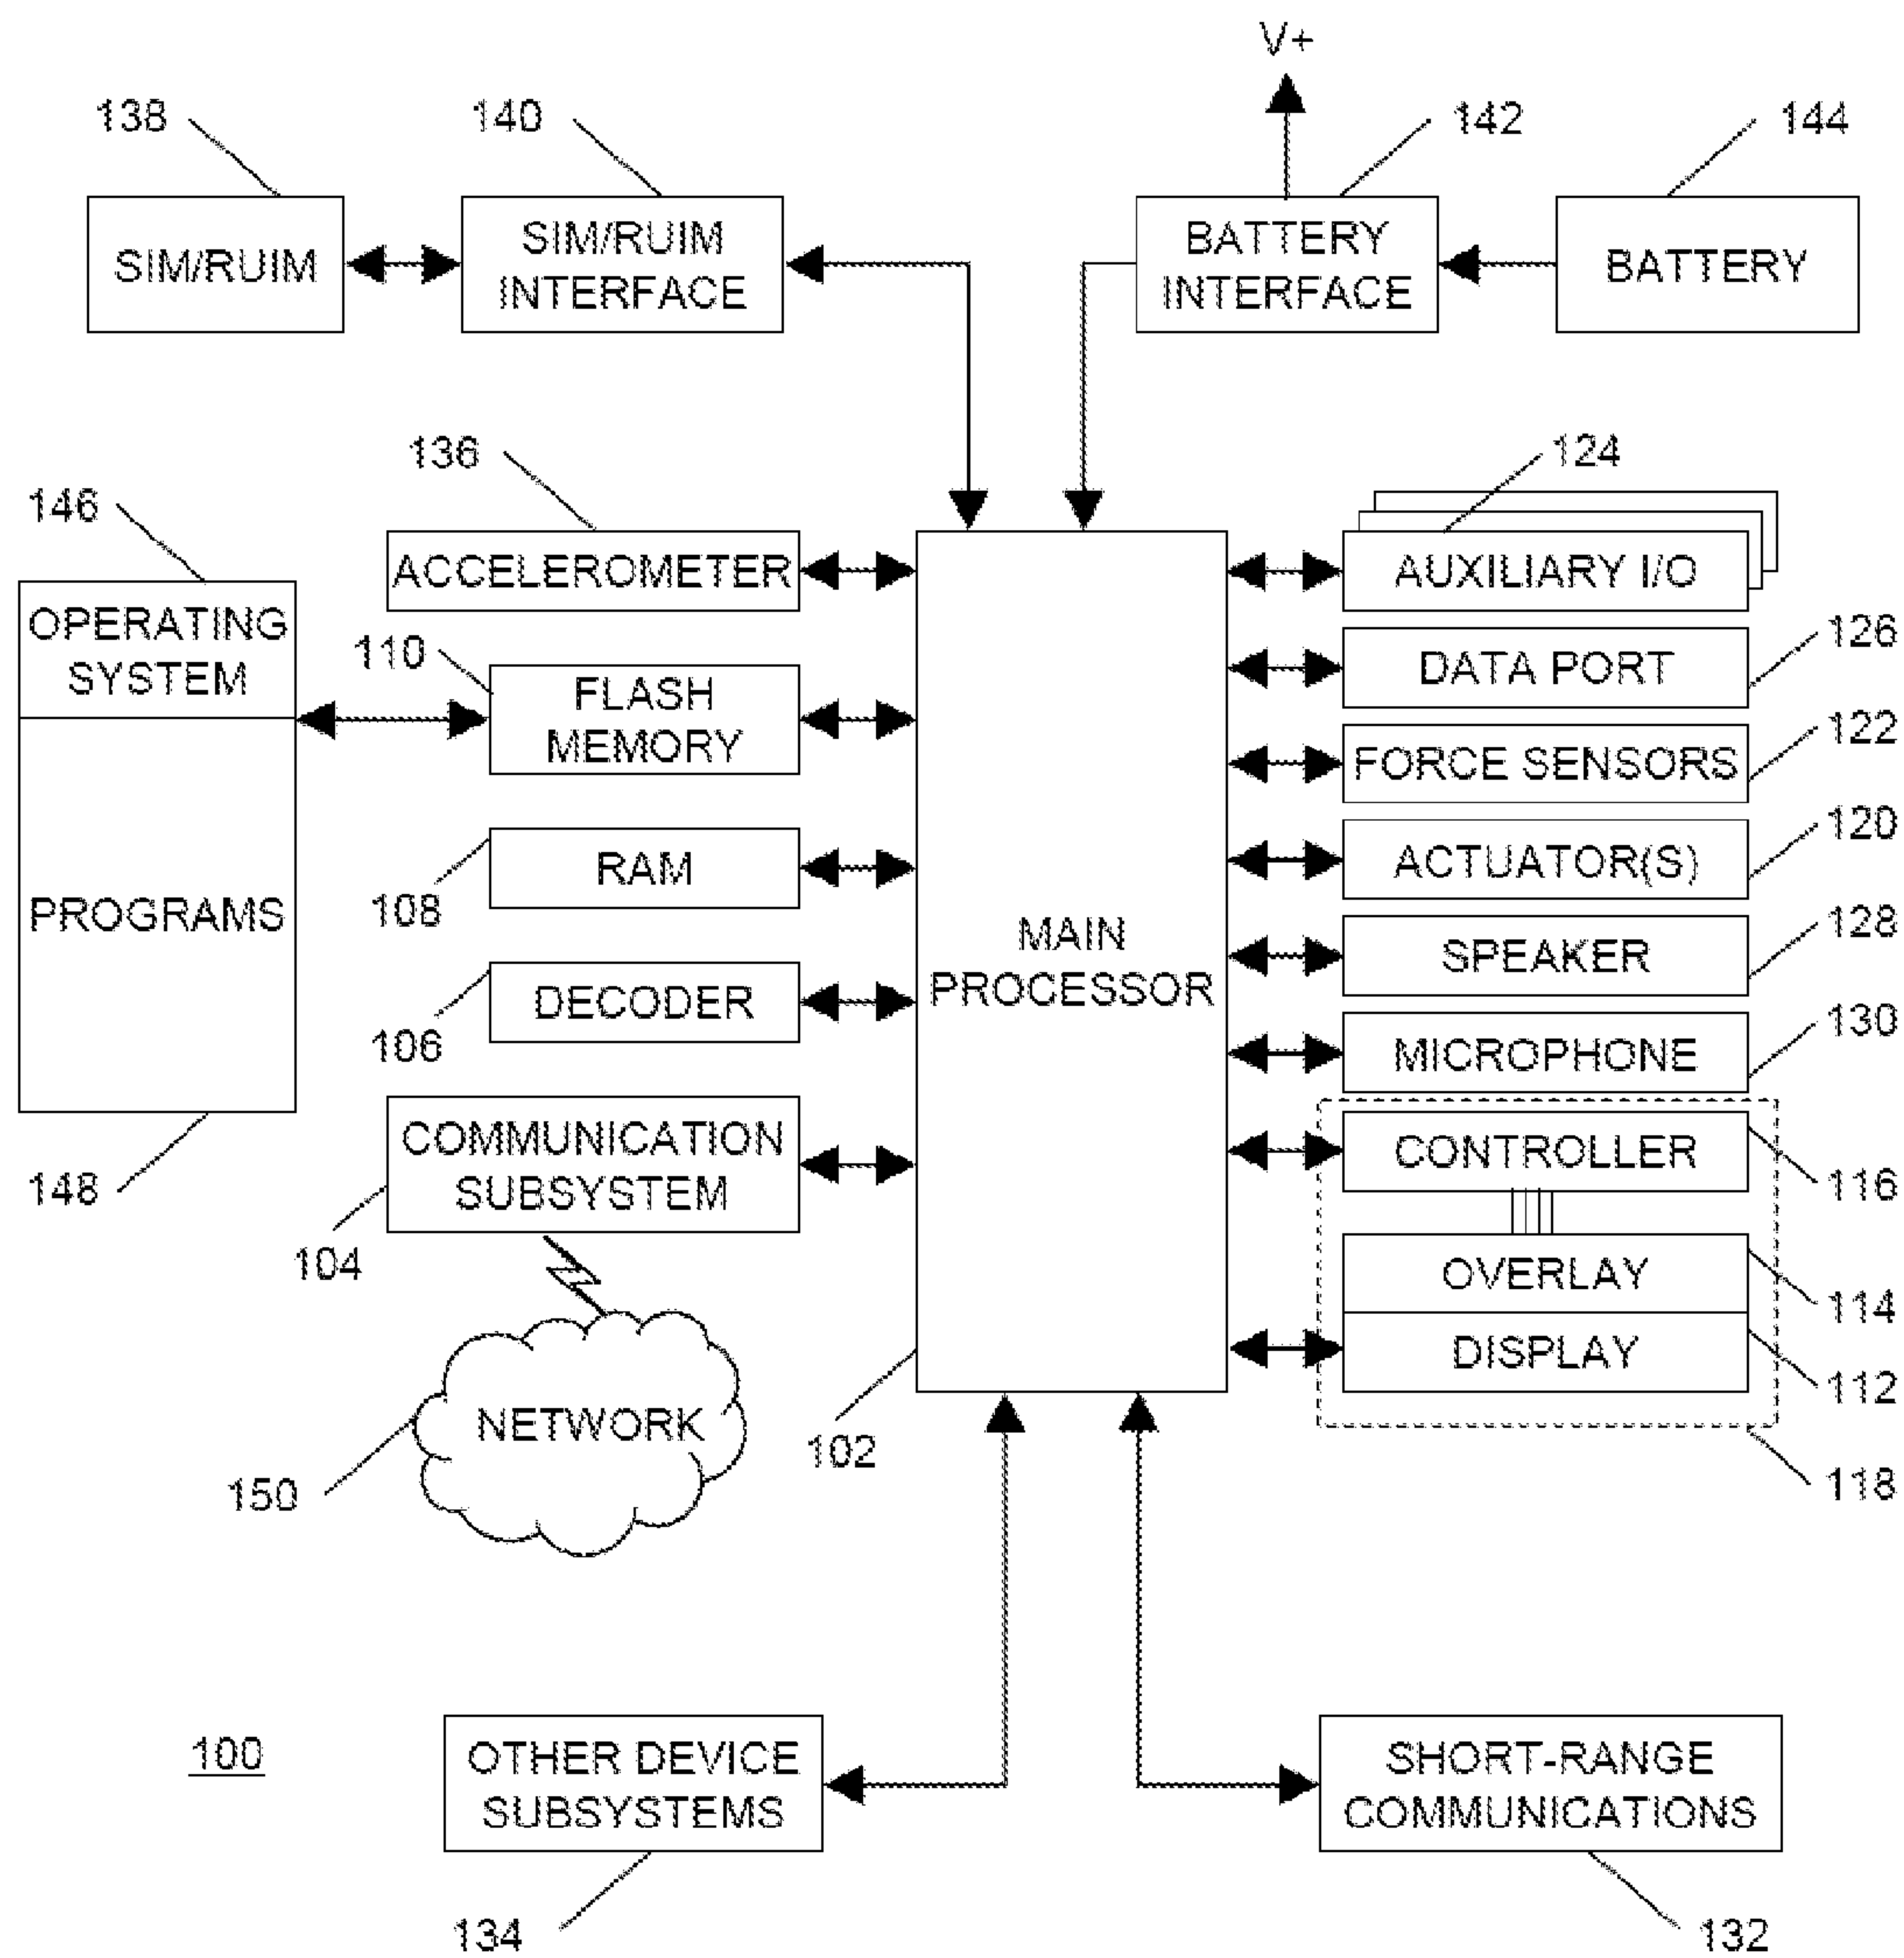 V+
138
140
142
144
SIM/RUIM
SIM/RUIM
INTERFACE
BATTERY
INTERFACE
BATTERY
136
124
146
ACCELEROMETER
AUXILIARY I/O
OPERATING
SYSTEM
110
FLASH
MEMORY
DATA PORT
126
FORCE SENSORS
122
RAM
108
ACTUATOR(S)
120
PROGRAMS
MAIN
PROCESSOR
SPEAKER
128
DECODER
106
MICROPHONE
130
COMMUNICATION
SUBSYSTEM
CONTROLLER
116
148
104
OVERLAY
114
DISPLAY
112
NETWORK
150
102
118
100
OTHER DEVICE
SUBSYSTEMS
SHORT-RANGE
COMMUNICATIONS
134
132